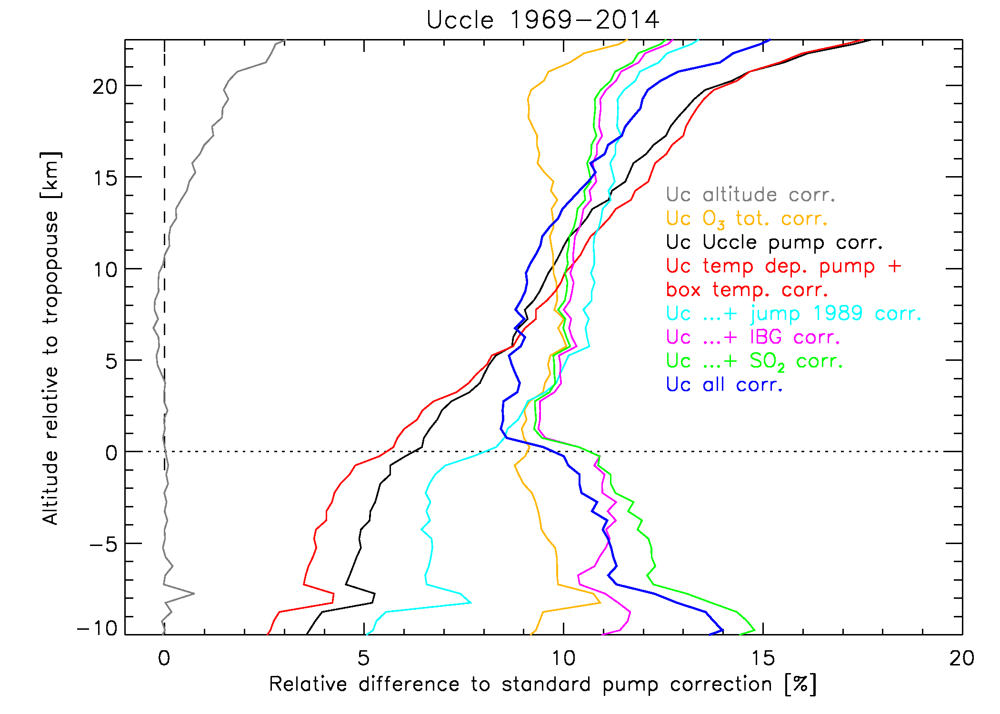 Uccle 1969-2014
Altitude relative to tropopause [km]
20
15
10
5
0
-5
-10
Uc altitude corr.
Uc O₃ tot. corr.
Uc Uccle pump corr.
Uc temp dep. pump +
box temp. corr.
Uc ...+ jump 1989 corr.
Uc ...+ IBG corr.
Uc ...+ SO₂ corr.
Uc all corr.
0 5 10 15 20
Relative difference to standard pump correction [%]